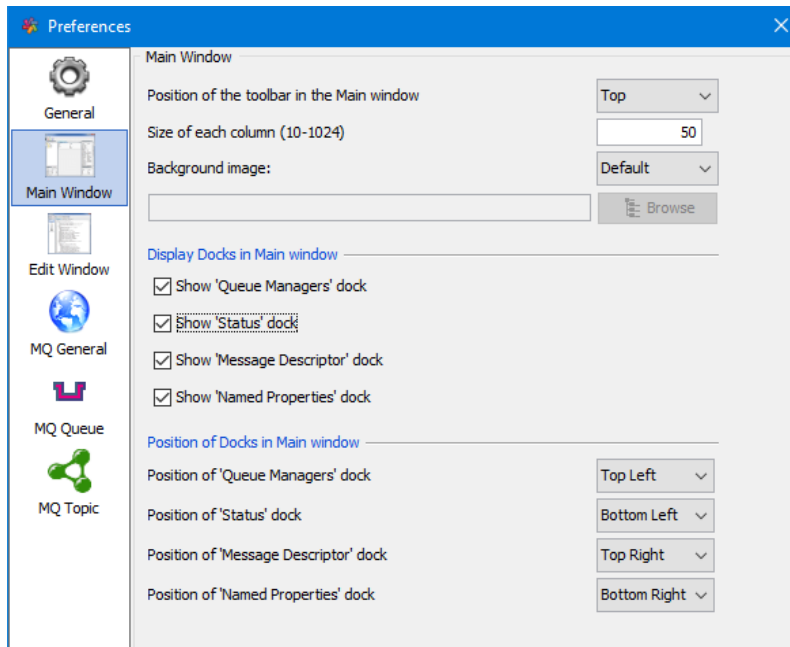 Preferences
General
Main Window
Edit Window
MQ General
MQ Queue
MQ Topic
Main Window
Position of the toolbar in the Main window Top
Size of each column (10-1024) 50
Background image: Default
Browse
Display Docks in Main window
Show 'Queue Managers' dock
Show 'Status' dock
Show 'Message Descriptor' dock
Show 'Named Properties' dock
Position of Docks in Main window
Position of 'Queue Managers' dock Top Left
Position of 'Status' dock Bottom Left
Position of 'Message Descriptor' dock Top Right
Position of 'Named Properties' dock Bottom Right